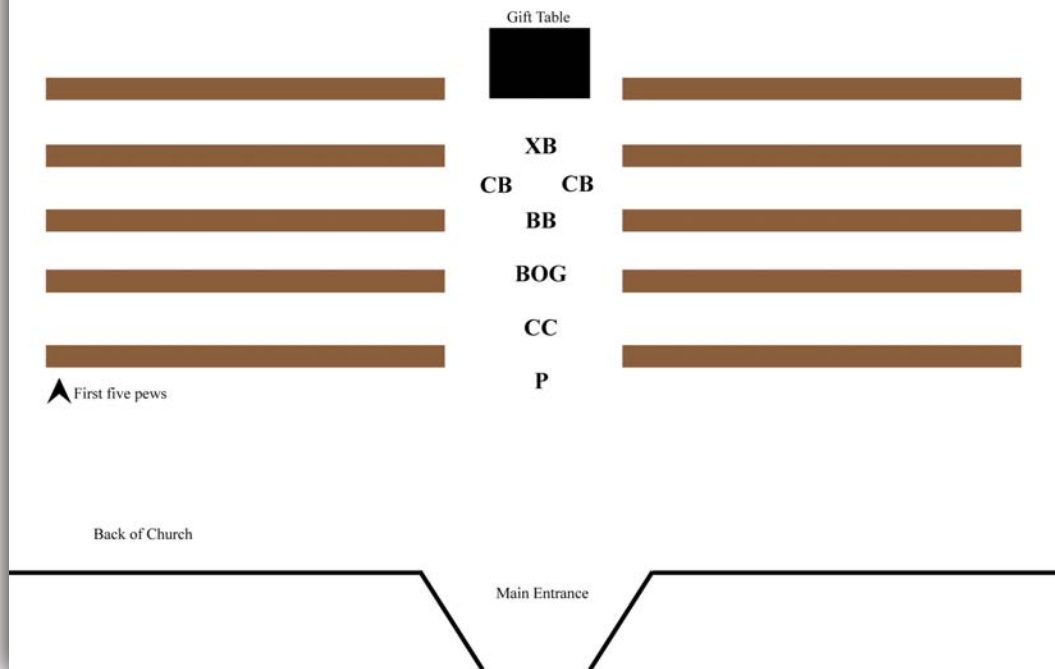 Gift Table
XB
CB CB
BB
BOG
CC
P
First five pews
Back of Church
Main Entrance